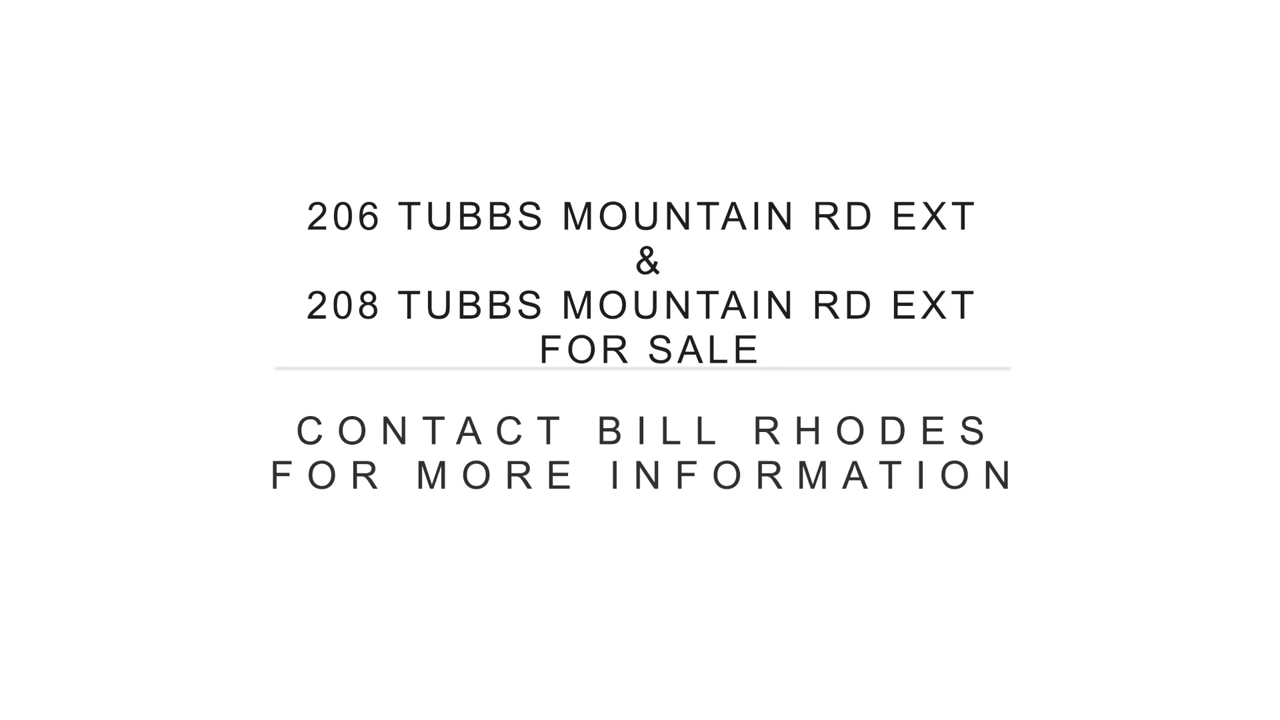 206 TUBBS MOUNTAIN RD EXT
&
208 TUBBS MOUNTAIN RD EXT
FOR SALE
CONTACT BILL RHODES
FOR MORE INFORMATION